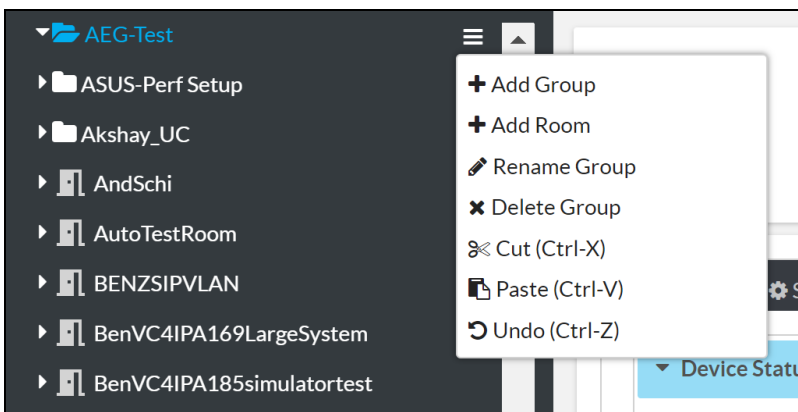 AEG-Test
ASUS-Perf Setup
Akshay_UC
AndSchi
AutoTestRoom
BENZSIPVLAN
BenVC4IPA169LargeSystem
BenVC4IPA185simulatortest
Add Group
Add Room
Rename Group
Delete Group
Cut (Ctrl-X)
Paste (Ctrl-V)
Undo (Ctrl-Z)
S
Device Statu